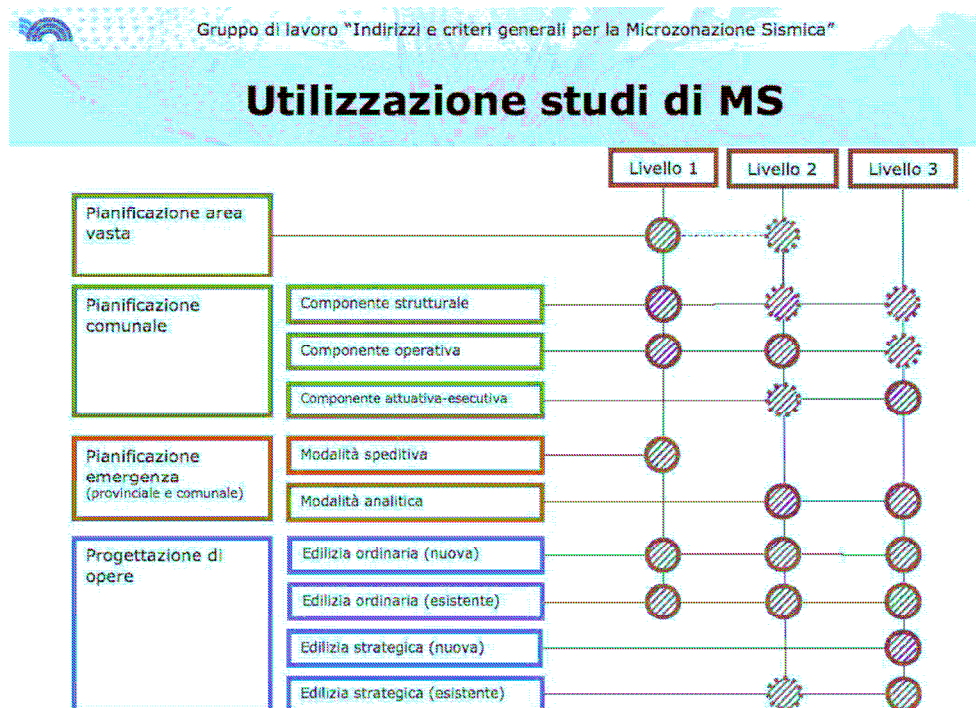 Gruppo di lavoro “Indirizzi e criteri generali per la Microzonazione Sismica”
Utilizzazione studi di MS
Livello 1
Livello 2
Livello 3
Pianificazione area
vasta
Pianificazione
comunale
Componente strutturale
Componente operativa
Componente attuativa-esecutiva
Pianificazione
emergenza
(provinciale e comunale)
Modalità speditiva
Modalità analitica
Progettazione di
opere
Edilizia ordinaria (nuova)
Edilizia ordinaria (esistente)
Edilizia strategica (nuova)
Edilizia strategica (esistente)